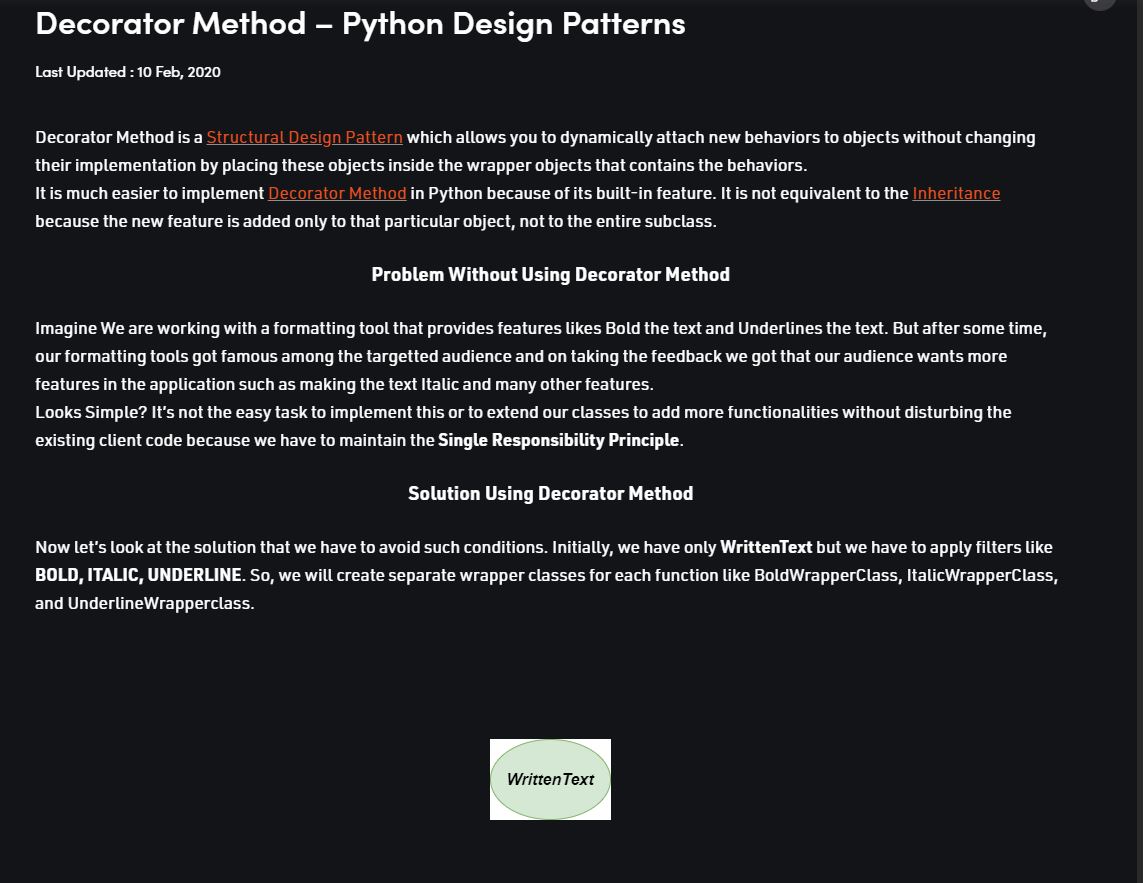 Decorator Method – Python Design Patterns
Last Updated : 10 Feb, 2020
Decorator Method is a Structural Design Pattern which allows you to dynamically attach new behaviors to objects without changing
their implementation by placing these objects inside the wrapper objects that contains the behaviors.
It is much easier to implement Decorator Method in Python because of its built-in feature. It is not equivalent to the Inheritance
because the new feature is added only to that particular object, not to the entire subclass.
Problem Without Using Decorator Method
Imagine We are working with a formatting tool that provides features likes Bold the text and Underlines the text. But after some time,
our formatting tools got famous among the targetted audience and on taking the feedback we got that our audience wants more
features in the application such as making the text Italic and many other features.
Looks Simple? It’s not the easy task to implement this or to extend our classes to add more functionalities without disturbing the
existing client code because we have to maintain the Single Responsibility Principle.
Solution Using Decorator Method
Now let’s look at the solution that we have to avoid such conditions. Initially, we have only WrittenText but we have to apply filters like
BOLD, ITALIC, UNDERLINE. So, we will create separate wrapper classes for each function like BoldWrapperClass, ItalicWrapperClass,
and UnderlineWrapperclass.
WrittenText